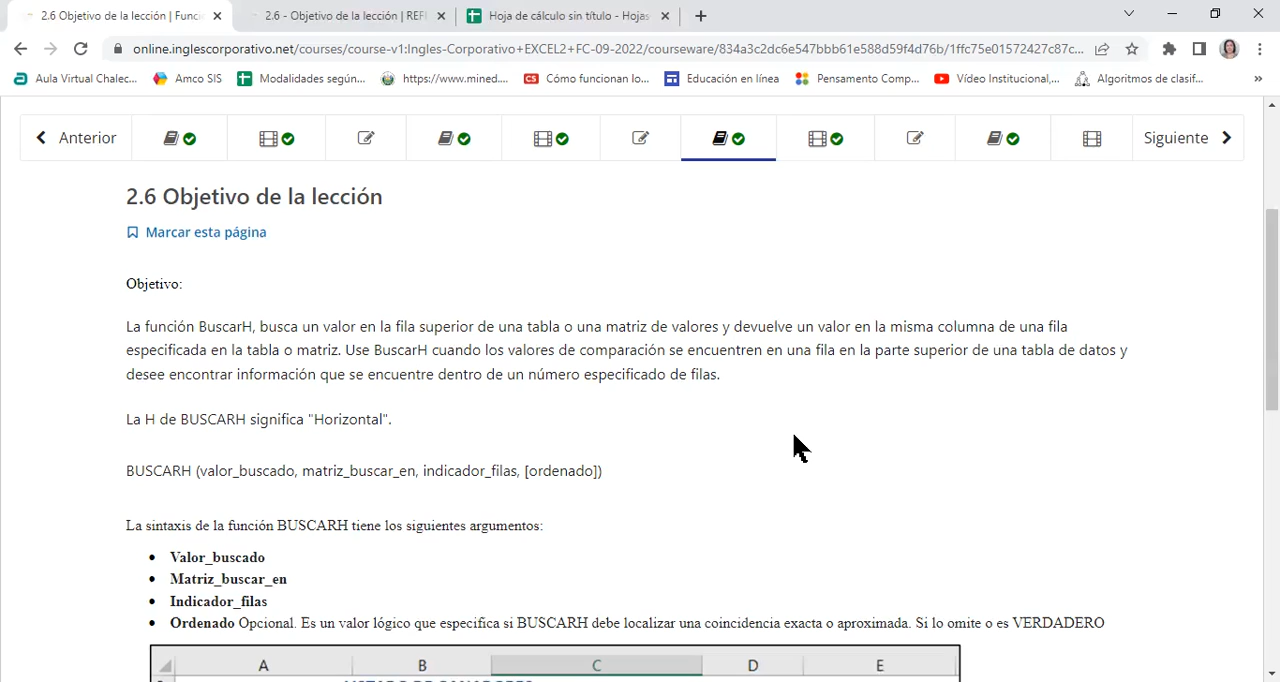 2.6 Objetivo de la lección | Funci
2.6 - Objetivo de la lección | REF
Hoja de cálculo sin título - Hojas
online.inglescorporativo.net/courses/course-v1:Ingles-Corporativo+EXCEL2+FC-09-2022/courseware/834a3c2dc6e547bbb61e588d59f4d76b/1ffc75e01572427c87c...
Aula Virtual Chalec...
Amco SIS
Modalidades según...
https://www.mined...
CS Cómo funcionan lo...
Educación en línea
Pensamento Comp...
Vídeo Institucional,...
Algoritmos de clasif...
»
Anterior
Siguiente
2.6 Objetivo de la lección
Marcar esta página
Objetivo:
La función BuscarH, busca un valor en la fila superior de una tabla o una matriz de valores y devuelve un valor en la misma columna de una fila
especificada en la tabla o matriz. Use BuscarH cuando los valores de comparación se encuentren en una fila en la parte superior de una tabla de datos y
desee encontrar información que se encuentre dentro de un número especificado de filas.
La H de BUSCARH significa "Horizontal".
BUSCARH (valor_buscado, matriz_buscar_en, indicador_filas, [ordenado])
La sintaxis de la función BUSCARH tiene los siguientes argumentos:
• Valor_buscado
• Matriz_buscar_en
• Indicador_filas
• Ordenado Opcional. Es un valor lógico que especifica si BUSCARH debe localizar una coincidencia exacta o aproximada. Si lo omite o es VERDADERO
A B C D E